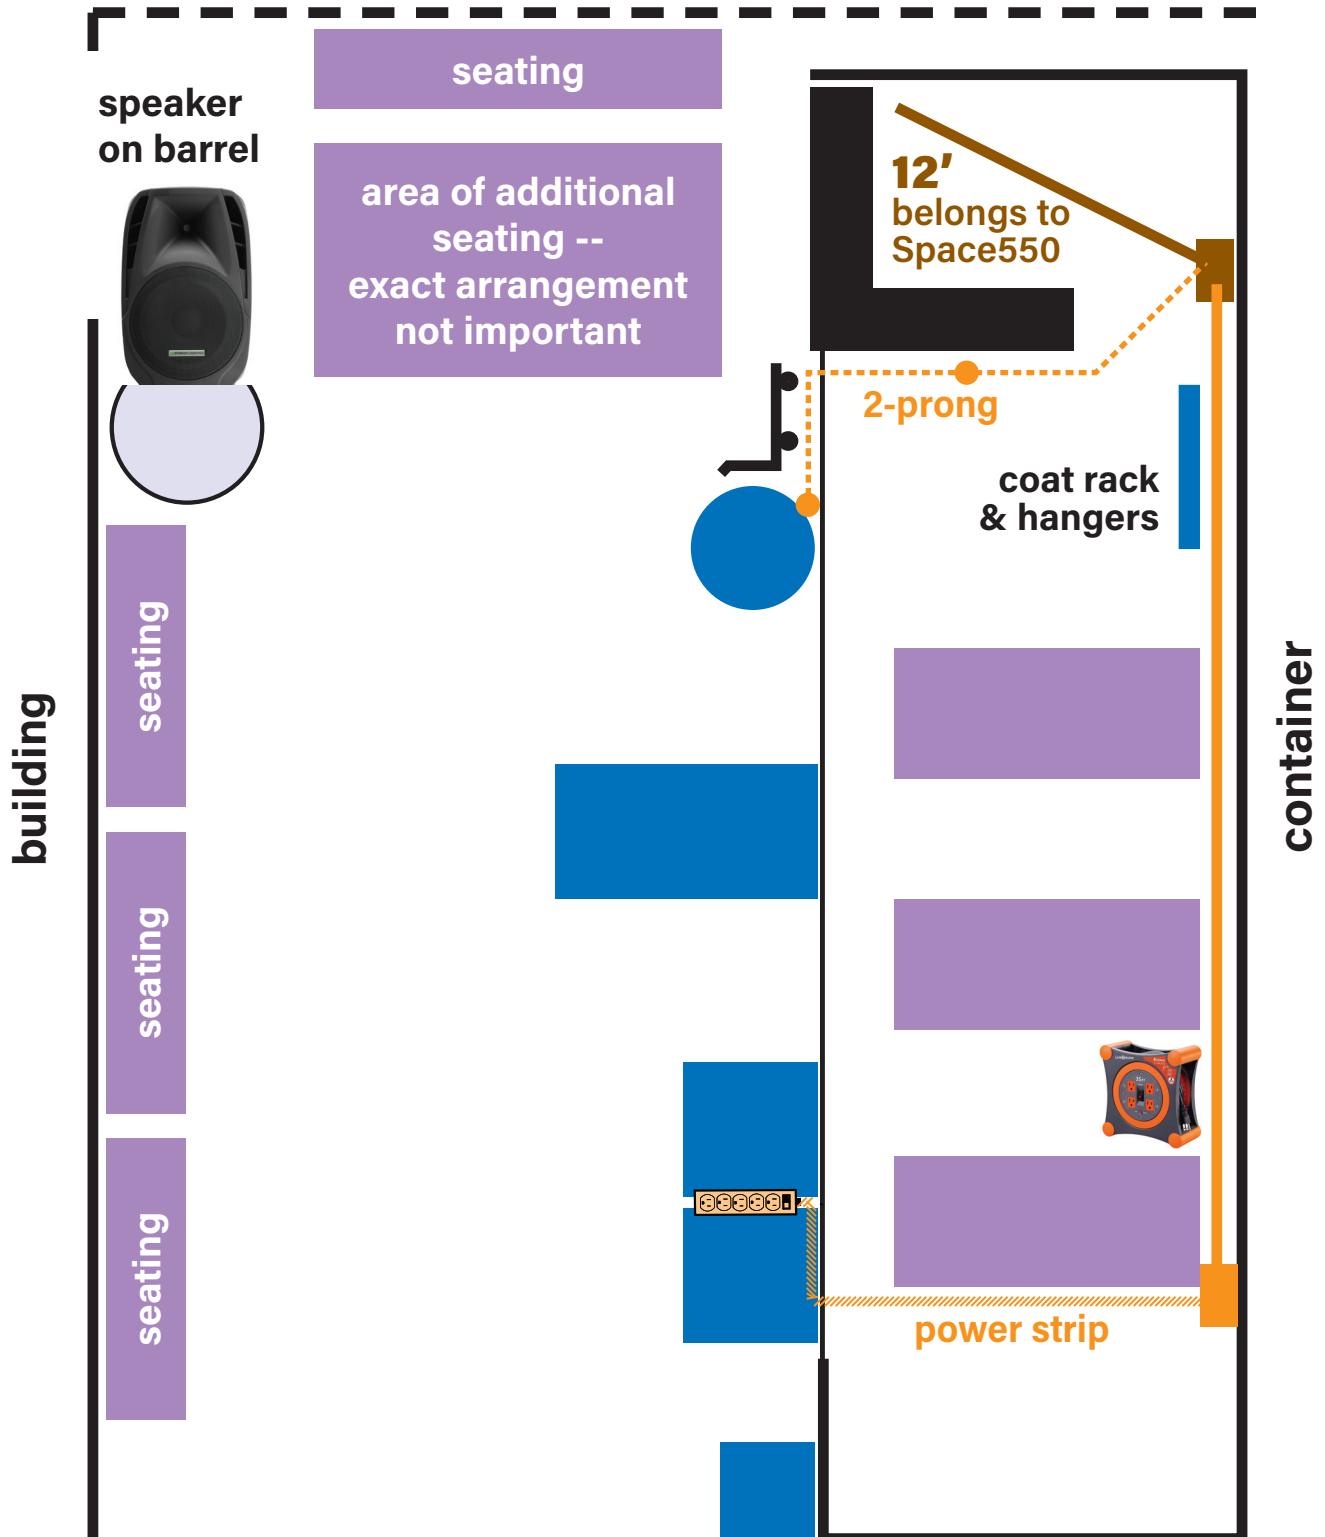 seating
speaker
on barrel
area of additional
seating --
exact arrangement
not important
12′
belongs to
Space550
2-prong
coat rack
& hangers
seating
building
container
seating
seating
power strip